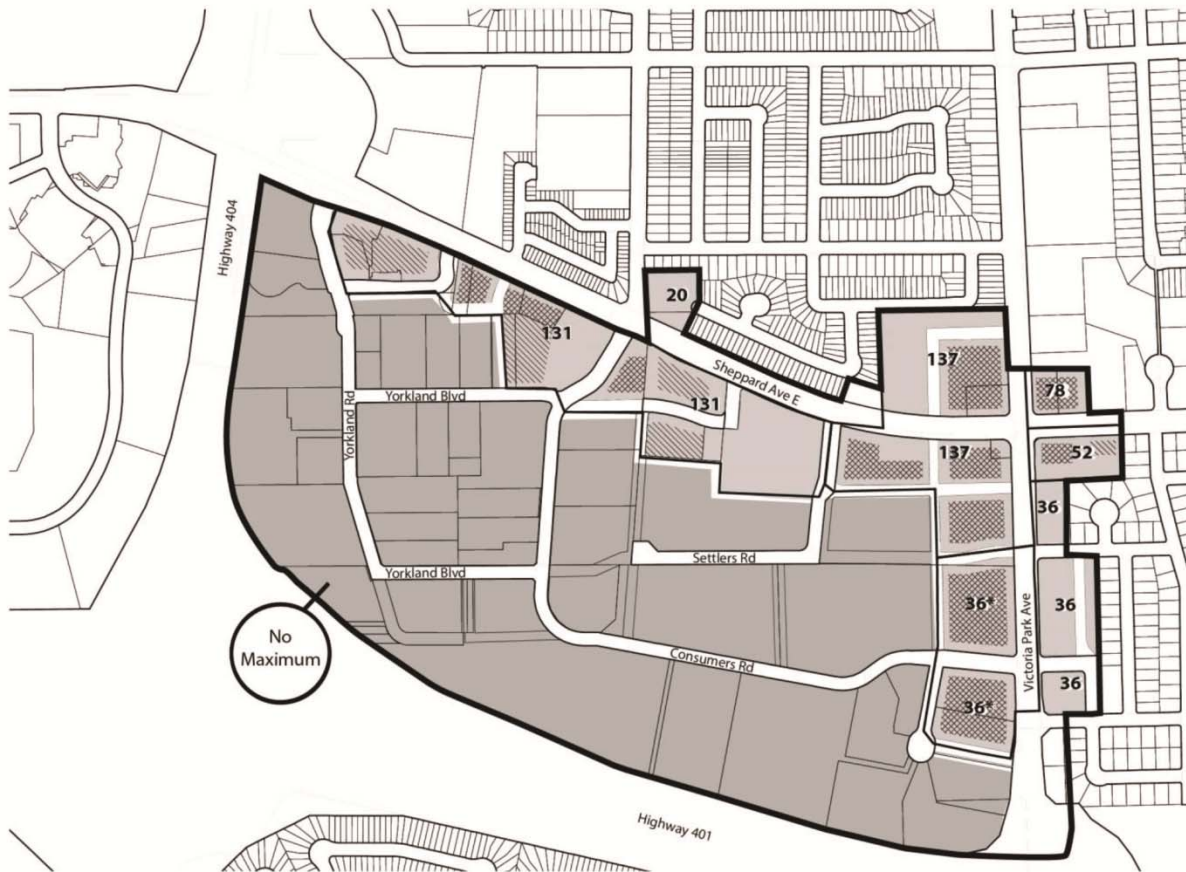 Highway 404
20
131
137
Sheppard Ave E
78
Yorkland Blvd
131
Yorkland Rd
137
52
36
Settlers Rd
Yorkland Blvd
36*
36
No
Maximum
Victoria Park Ave
Consumers Rd
36
36*
Highway 401